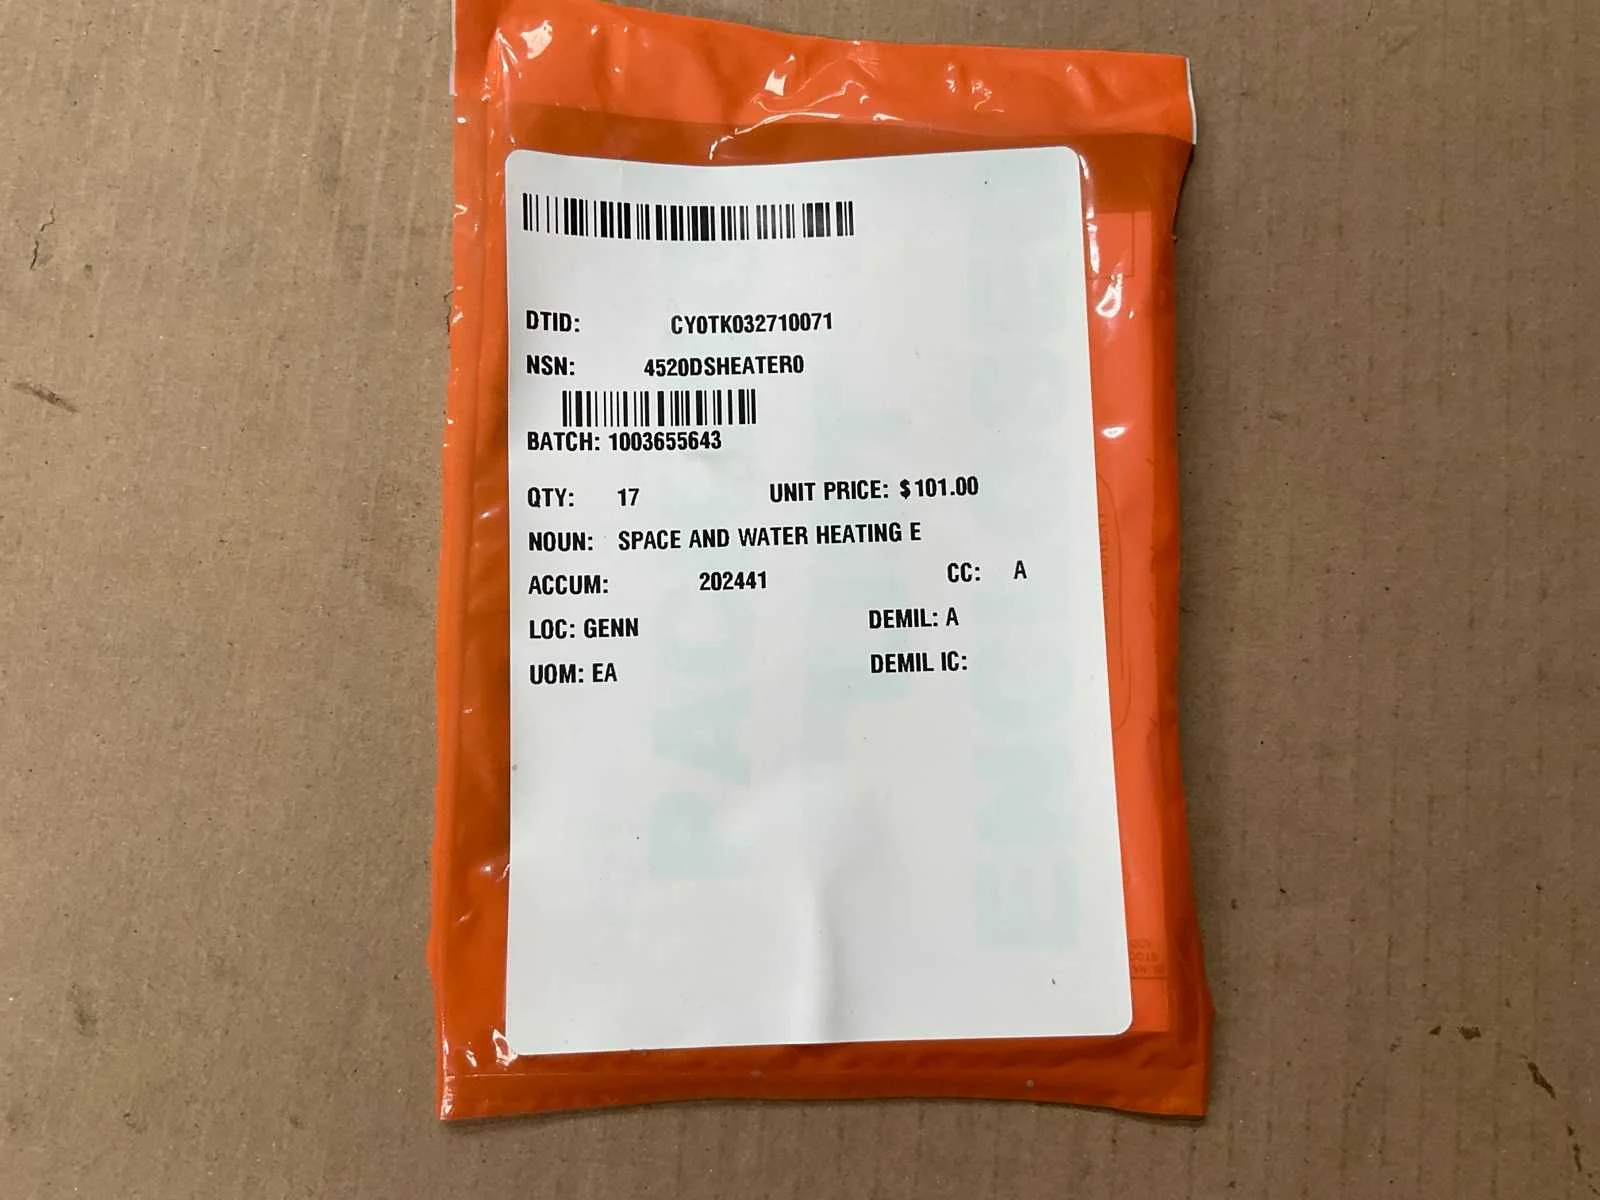 DTID: CY0TK032710071
NSN: 4520DSHEATER0
BATCH: 1003655643
QTY: 17 UNIT PRICE: $101.00
NOUN: SPACE AND WATER HEATING E
ACCUM: 202441 CC: A
LOC: GENN DEMIL: A
UOM: EA DEMIL IC: